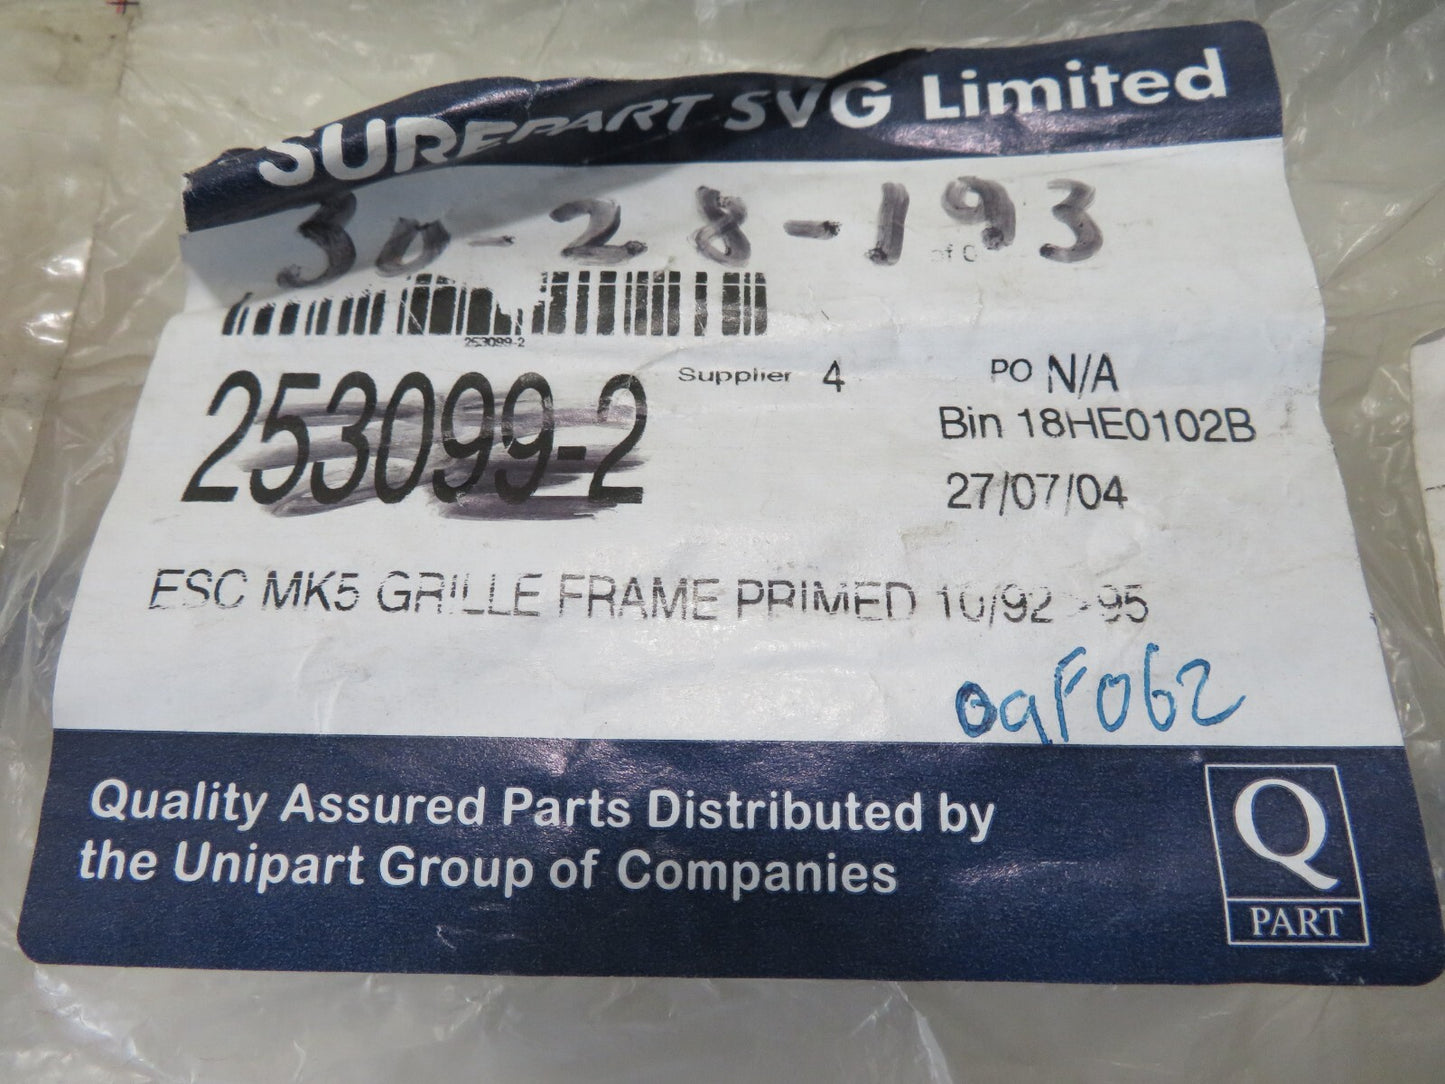 SUREPART SVG Limited
30-28-193
of 0
253099-2
253099-2
Supplier 4
PO N/A
Bin 18HE0102B
27/07/04
ESC MK5 GRILLE FRAME PRIMED 10/92 >95
09F062
Quality Assured Parts Distributed by
the Unipart Group of Companies
Q
PART